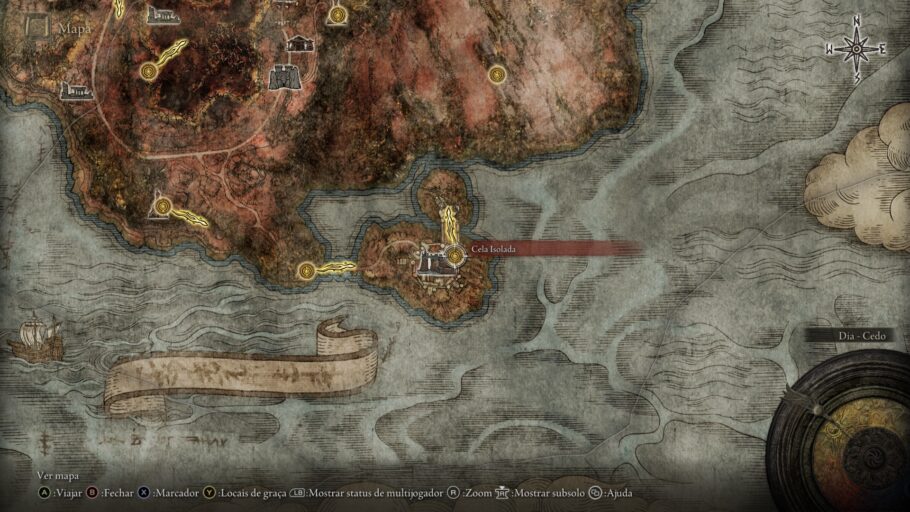 Mapa
N
W E
S
Cela Isolada
Dia - Cedo
Ver mapa
A :Viajar B :Fechar X :Marcador Y :Locais de graça LB :Mostrar status de multijogador R :Zoom :Mostrar subsolo :Ajuda